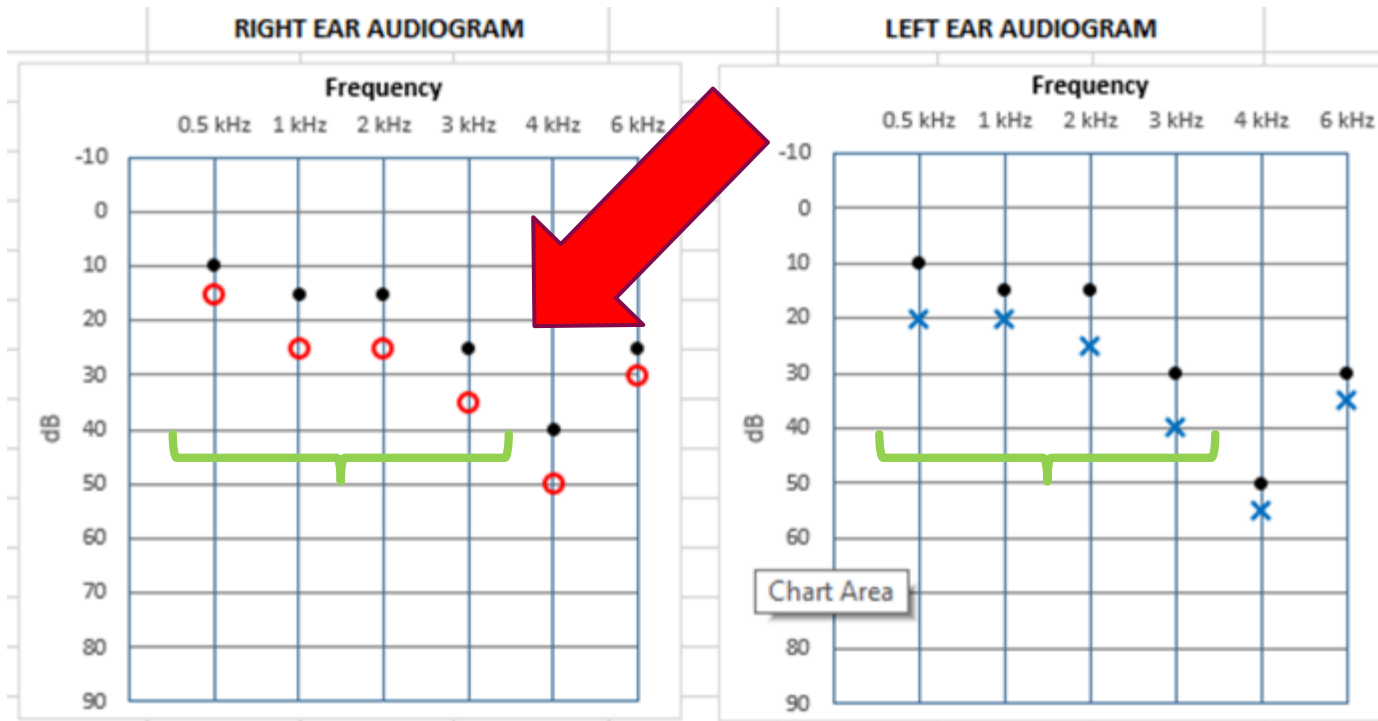 RIGHT EAR AUDIOGRAM
Frequency
0.5 kHz 1 kHz 2 kHz 3 kHz 4 kHz 6 kHz
-10
0
10
20
30
40
50
60
70
80
90
dB
LEFT EAR AUDIOGRAM
Frequency
0.5 kHz 1 kHz 2 kHz 3 kHz 4 kHz 6 kHz
-10
0
10
20
30
40
50
60
80
90
dB
Chart Area